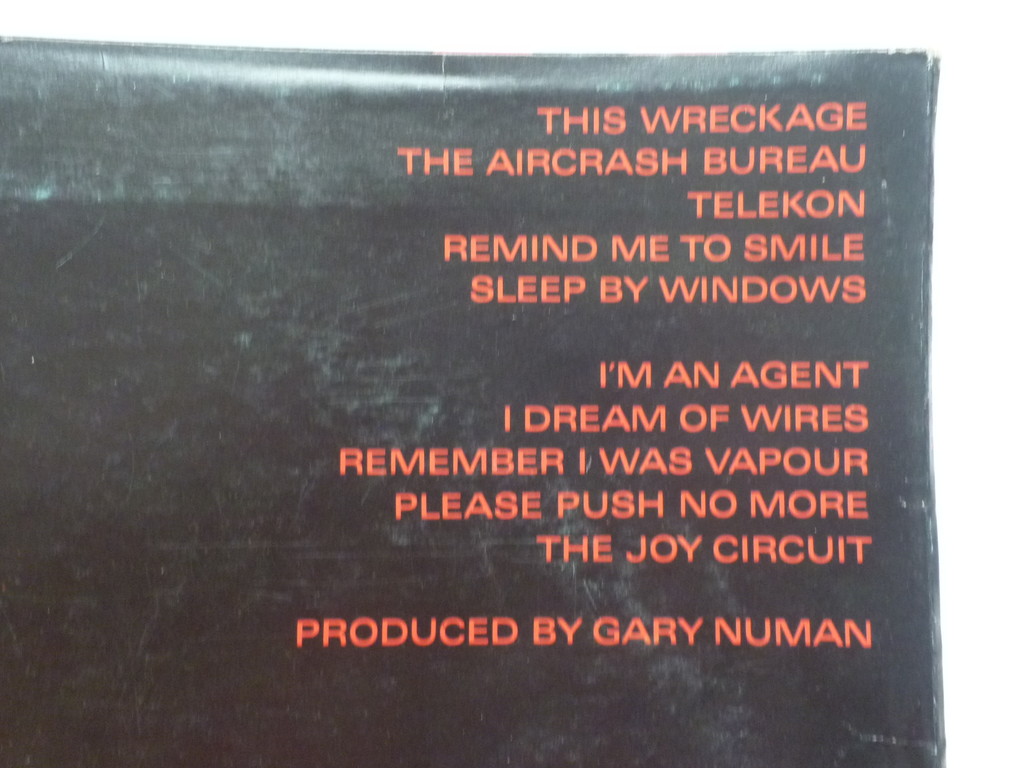 THIS WRECKAGE
THE AIRCRASH BUREAU
TELEKON
REMIND ME TO SMILE
SLEEP BY WINDOWS
I'M AN AGENT
I DREAM OF WIRES
REMEMBER I WAS VAPOUR
PLEASE PUSH NO MORE
THE JOY CIRCUIT
PRODUCED BY GARY NUMAN